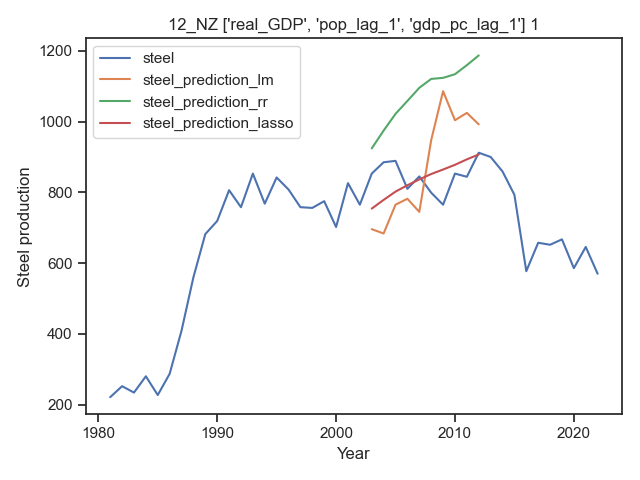 12_NZ ['real_GDP', 'pop_lag_1', 'gdp_pc_lag_1'] 1
steel
steel_prediction_lm
steel_prediction_rr
steel_prediction_lasso
Steel production
1200
1000
800
600
400
200
1980
1990
2000
2010
2020
Year